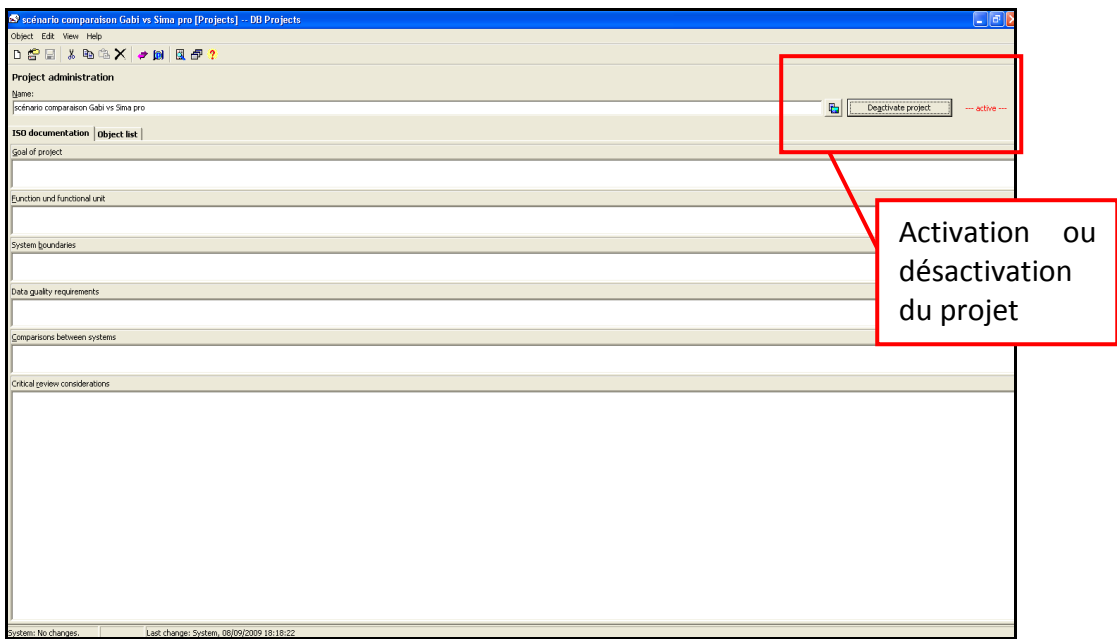 scénario comparaison Gabi vs Sima pro [Projects] -- DB Projects
Object Edit View Help
Project administration
Name:
scénario comparaison Gabi vs Sima pro
Deactivate project
--- active ---
ISO documentation Object list
Goal of project
Function und functional unit
System boundaries
Data quality requirements
Comparisons between systems
Critical review considerations
Activation ou
désactivation
du projet
System: No changes. Last change: System, 08/09/2009 18:18:22